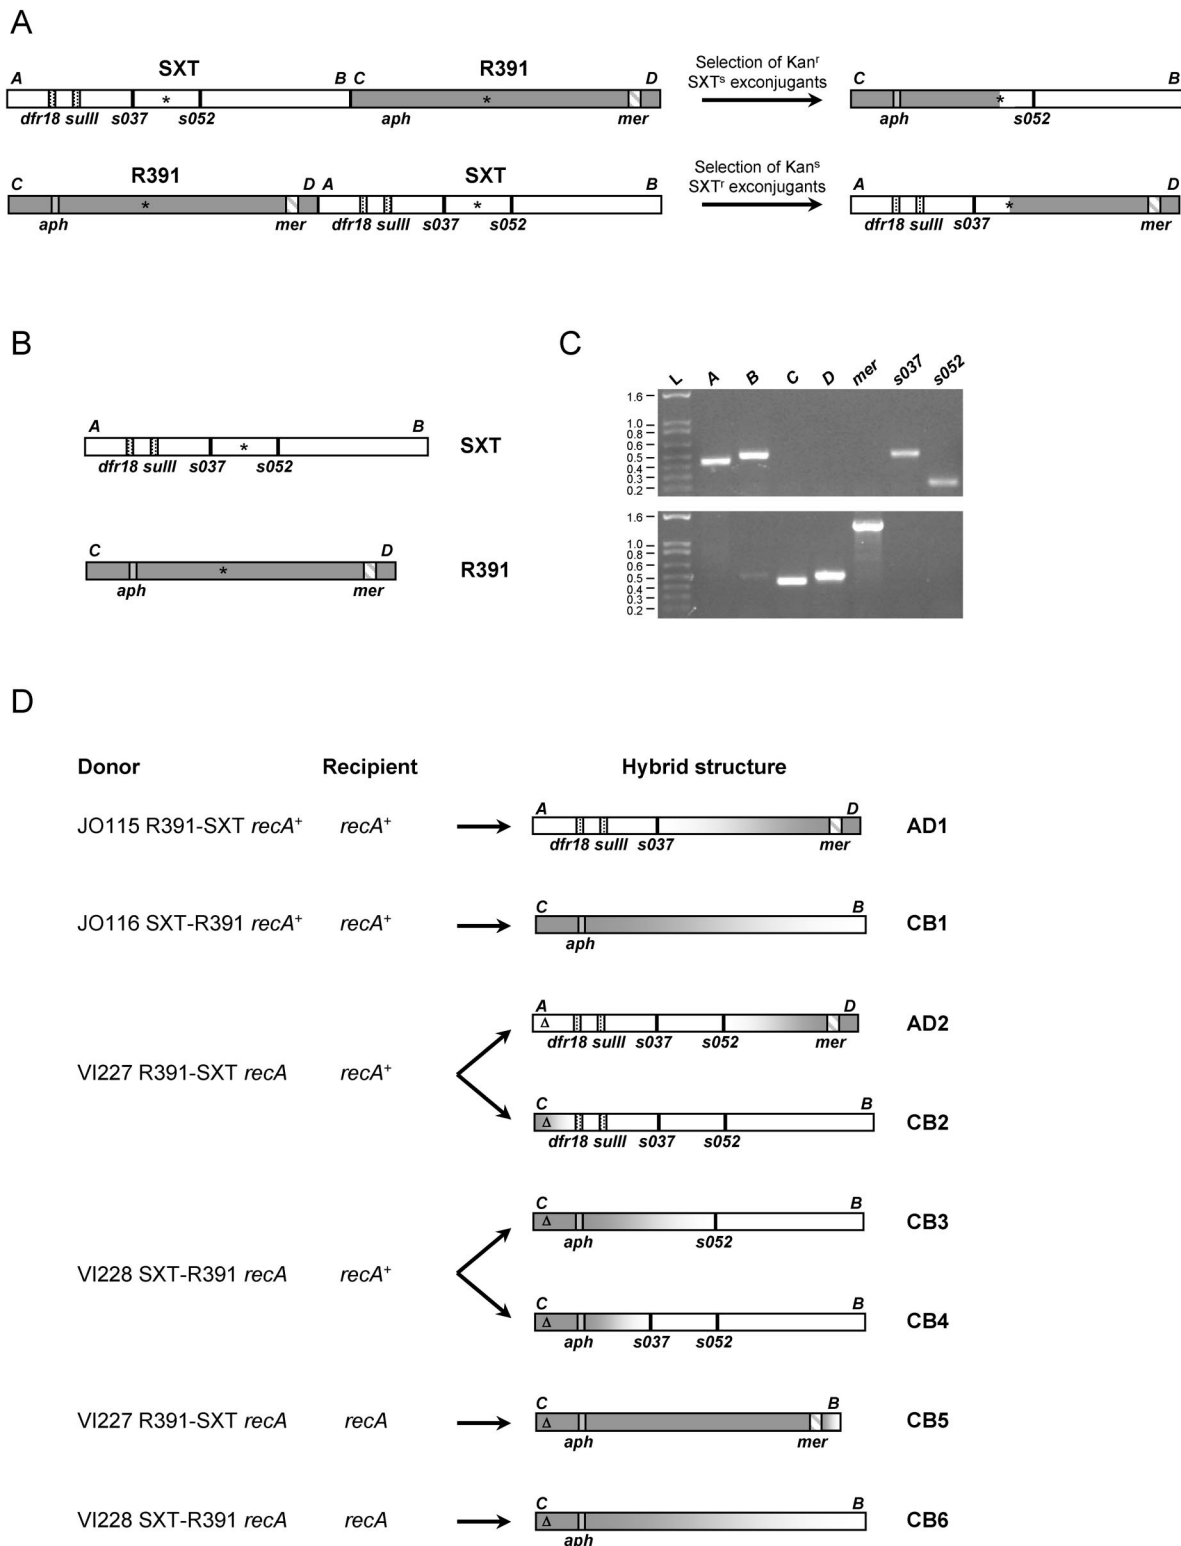 A
SXT
R391
A B C D
*
*
dfr18 sulII s037 s052 aph mer
Selection of Kanʳ
SXTˢ exconjugants
C B
*
aph s052
R391
SXT
C D A B
*
*
aph mer dfr18 sulII s037 s052
Selection of Kanˢ
SXTʳ exconjugants
A D
*
dfr18 sulII s037 mer
B
A B
*
SXT
dfr18 sulII s037 s052
C D
*
R391
aph mer
C
L A B C D mer s037 s052
1.6
1.0
0.8
0.6
0.5
0.4
0.3
0.2
1.6
1.0
0.8
0.6
0.5
0.4
0.3
0.2
D
Donor Recipient Hybrid structure
A D
JO115 R391-SXT recA⁺ recA⁺ AD1
dfr18 sulII s037 mer
C B
JO116 SXT-R391 recA⁺ recA⁺ CB1
aph
A D
Δ AD2
dfr18 sulII s037 s052 mer
VI227 R391-SXT recA recA⁺
C B
Δ CB2
dfr18 sulII s037 s052
C B
Δ CB3
aph s052
VI228 SXT-R391 recA recA⁺
C B
Δ CB4
aph s037 s052
C B
VI227 R391-SXT recA recA Δ CB5
aph mer
C B
VI228 SXT-R391 recA recA Δ CB6
aph